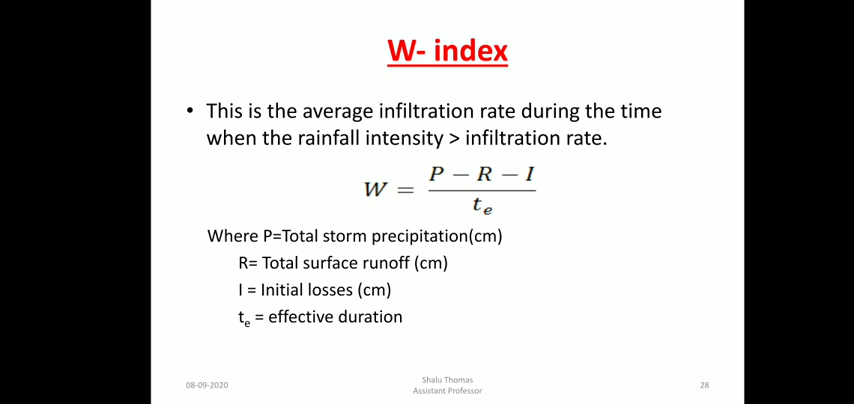 W- index
• This is the average infiltration rate during the time
when the rainfall intensity > infiltration rate.
W = \frac{P - R - I}{t_e}
Where P=Total storm precipitation(cm)
R= Total surface runoff (cm)
I = Initial losses (cm)
t_e = effective duration
08-09-2020
Shalu Thomas
Assistant Professor
28